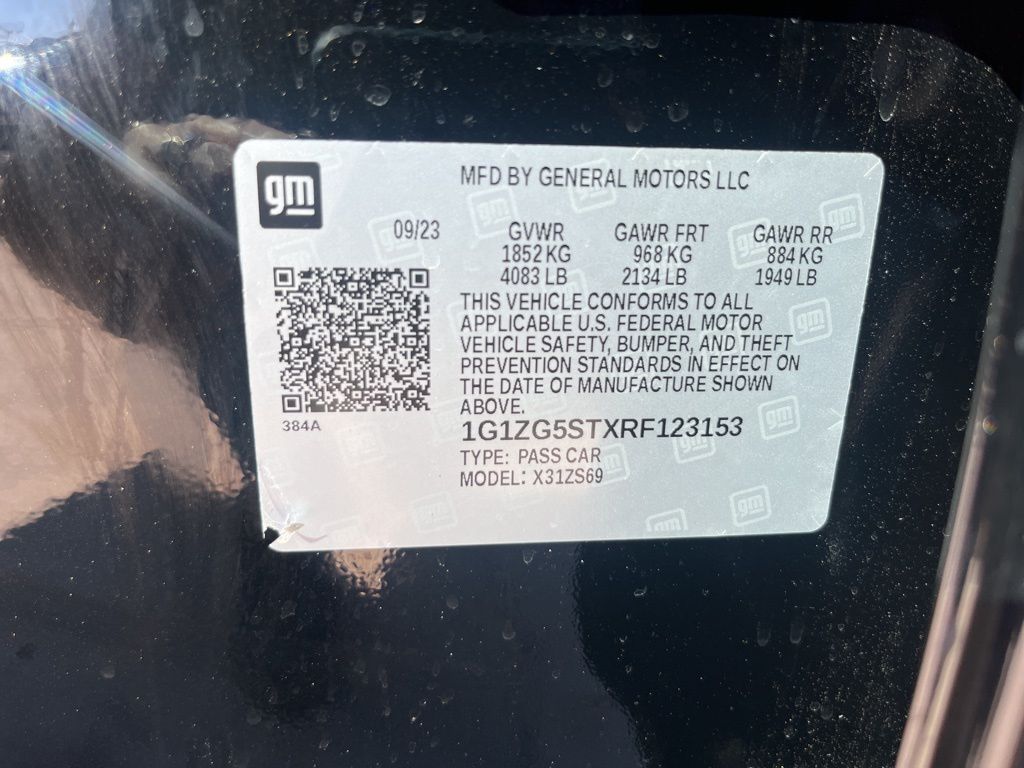 gm
MFD BY GENERAL MOTORS LLC
09/23
GVWR GAWR FRT GAWR RR
1852 KG 968 KG 884 KG
4083 LB 2134 LB 1949 LB
THIS VEHICLE CONFORMS TO ALL
APPLICABLE U.S. FEDERAL MOTOR
VEHICLE SAFETY, BUMPER, AND THEFT
PREVENTION STANDARDS IN EFFECT ON
THE DATE OF MANUFACTURE SHOWN
ABOVE.
384A
1G1ZG5STXRF123153
TYPE: PASS CAR
MODEL: X31ZS69